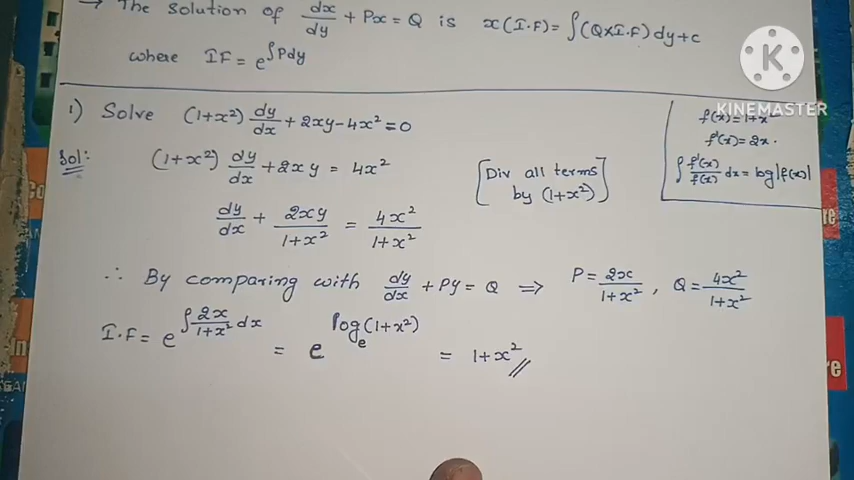 → The solution of dx/dy + Px = Q is x(I.F) = ∫(Q×I.F)dy+c
where IF = e^∫Pdy
KINEMASTER
1) Solve (1+x²) dy/dx + 2xy-4x² = 0
f(x) = 1+x²
f'(x) = 2x.
∫ f'(x)/f(x) dx = log|f(x)|
Sol: (1+x²) dy/dx + 2xy = 4x²
[Div all terms by (1+x²)]
dy/dx + 2xy/1+x² = 4x²/1+x²
∴ By comparing with dy/dx + Py = Q ⇒ P = 2x/1+x² , Q = 4x²/1+x²
I.F = e^∫2x/1+x² dx = e^log_e(1+x²) = 1+x² //